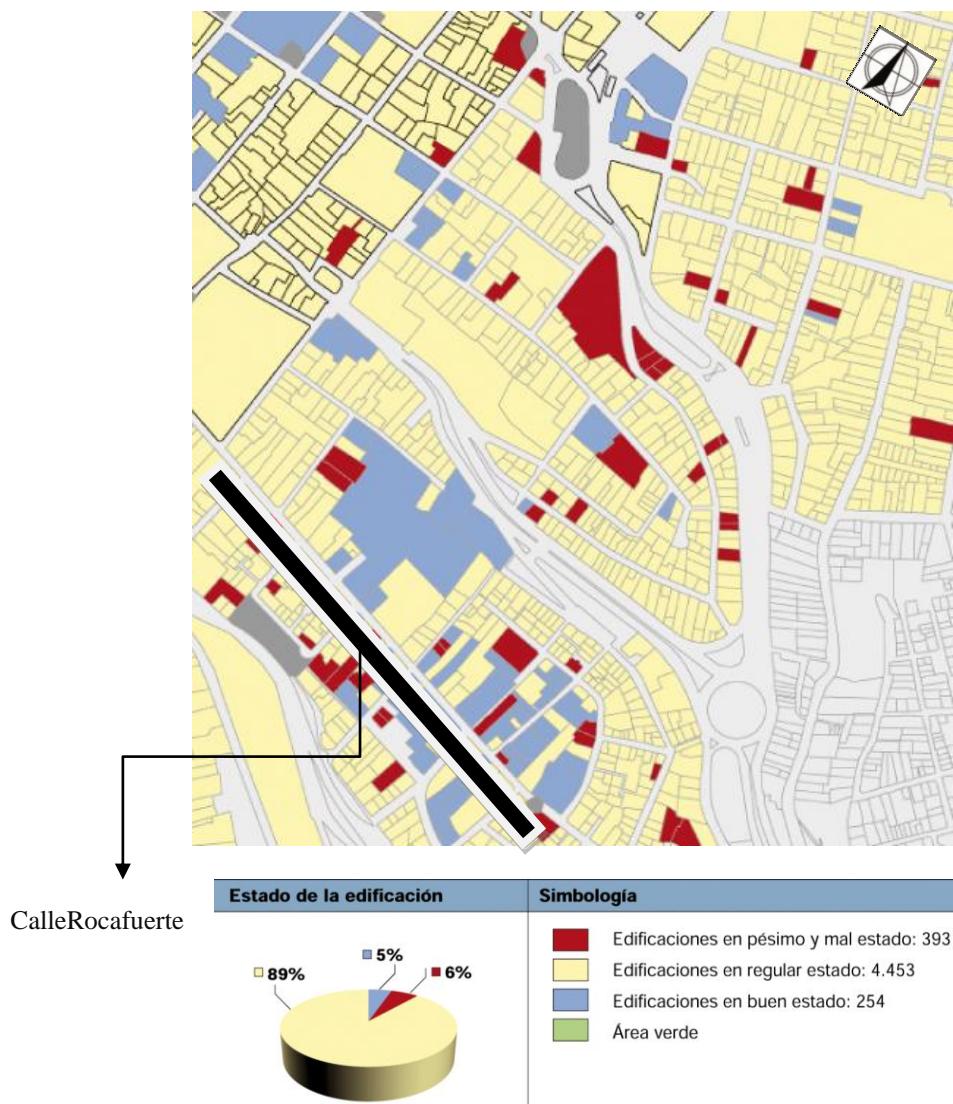 CalleRocafuerte
Estado de la edificación
Simbología
89%
5%
6%
Edificaciones en pésimo y mal estado: 393
Edificaciones en regular estado: 4.453
Edificaciones en buen estado: 254
Área verde